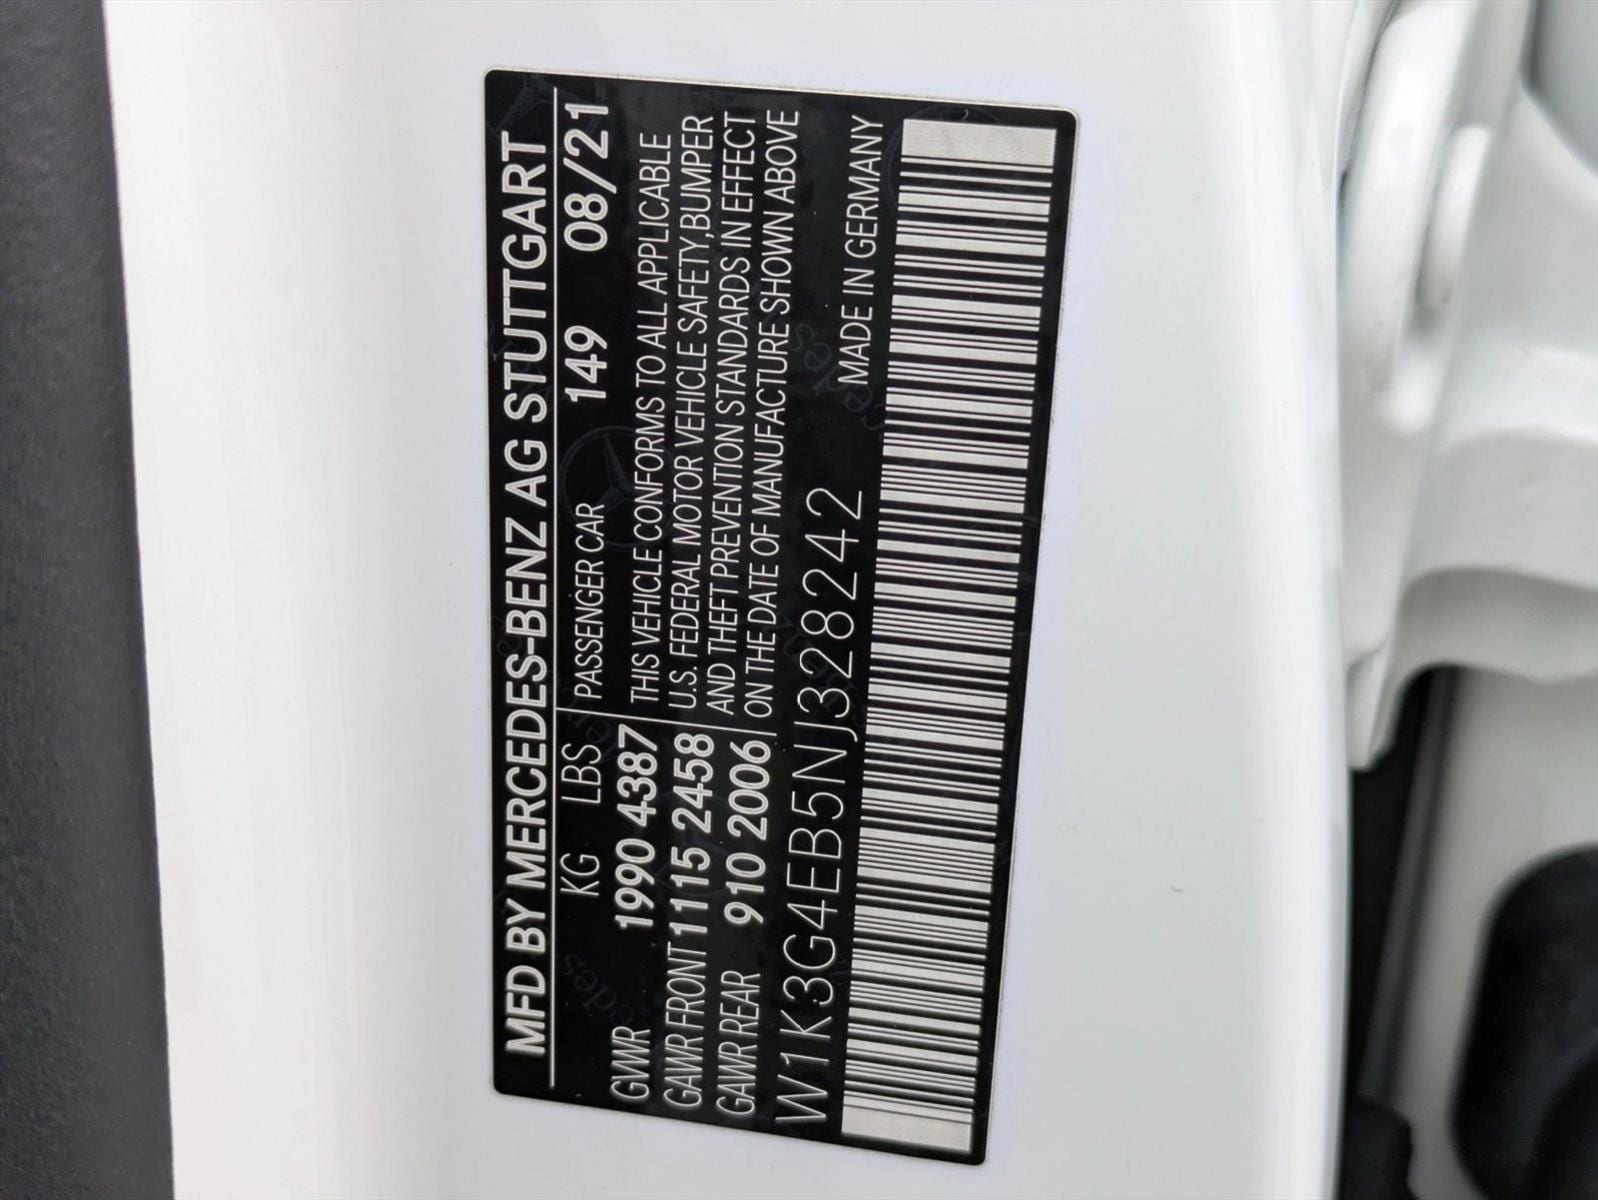 MFD BY MERCEDES-BENZ AG STUTTGART
KG LBS PASSENGER CAR 149 08/21
GVWR 1990 4387
GAWR FRONT 1115 2458
GAWR REAR 910 2006
THIS VEHICLE CONFORMS TO ALL APPLICABLE
U.S. FEDERAL MOTOR VEHICLE SAFETY,BUMPER
AND THEFT PREVENTION STANDARDS IN EFFECT
ON THE DATE OF MANUFACTURE SHOWN ABOVE
W1K3G4EB5NJ328242 MADE IN GERMANY